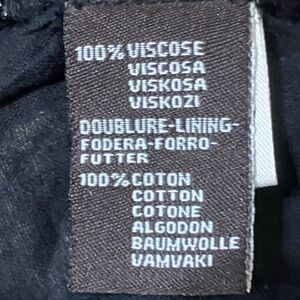 100% VISCOSE
VISCOSA
VISKOSA
VISKOZI
DOUBLURE-LINING-
FODERA-FORRO-
FUTTER
100% COTON
COTTON
COTONE
ALGODON
BAUMWOLLE
VAMVAKI